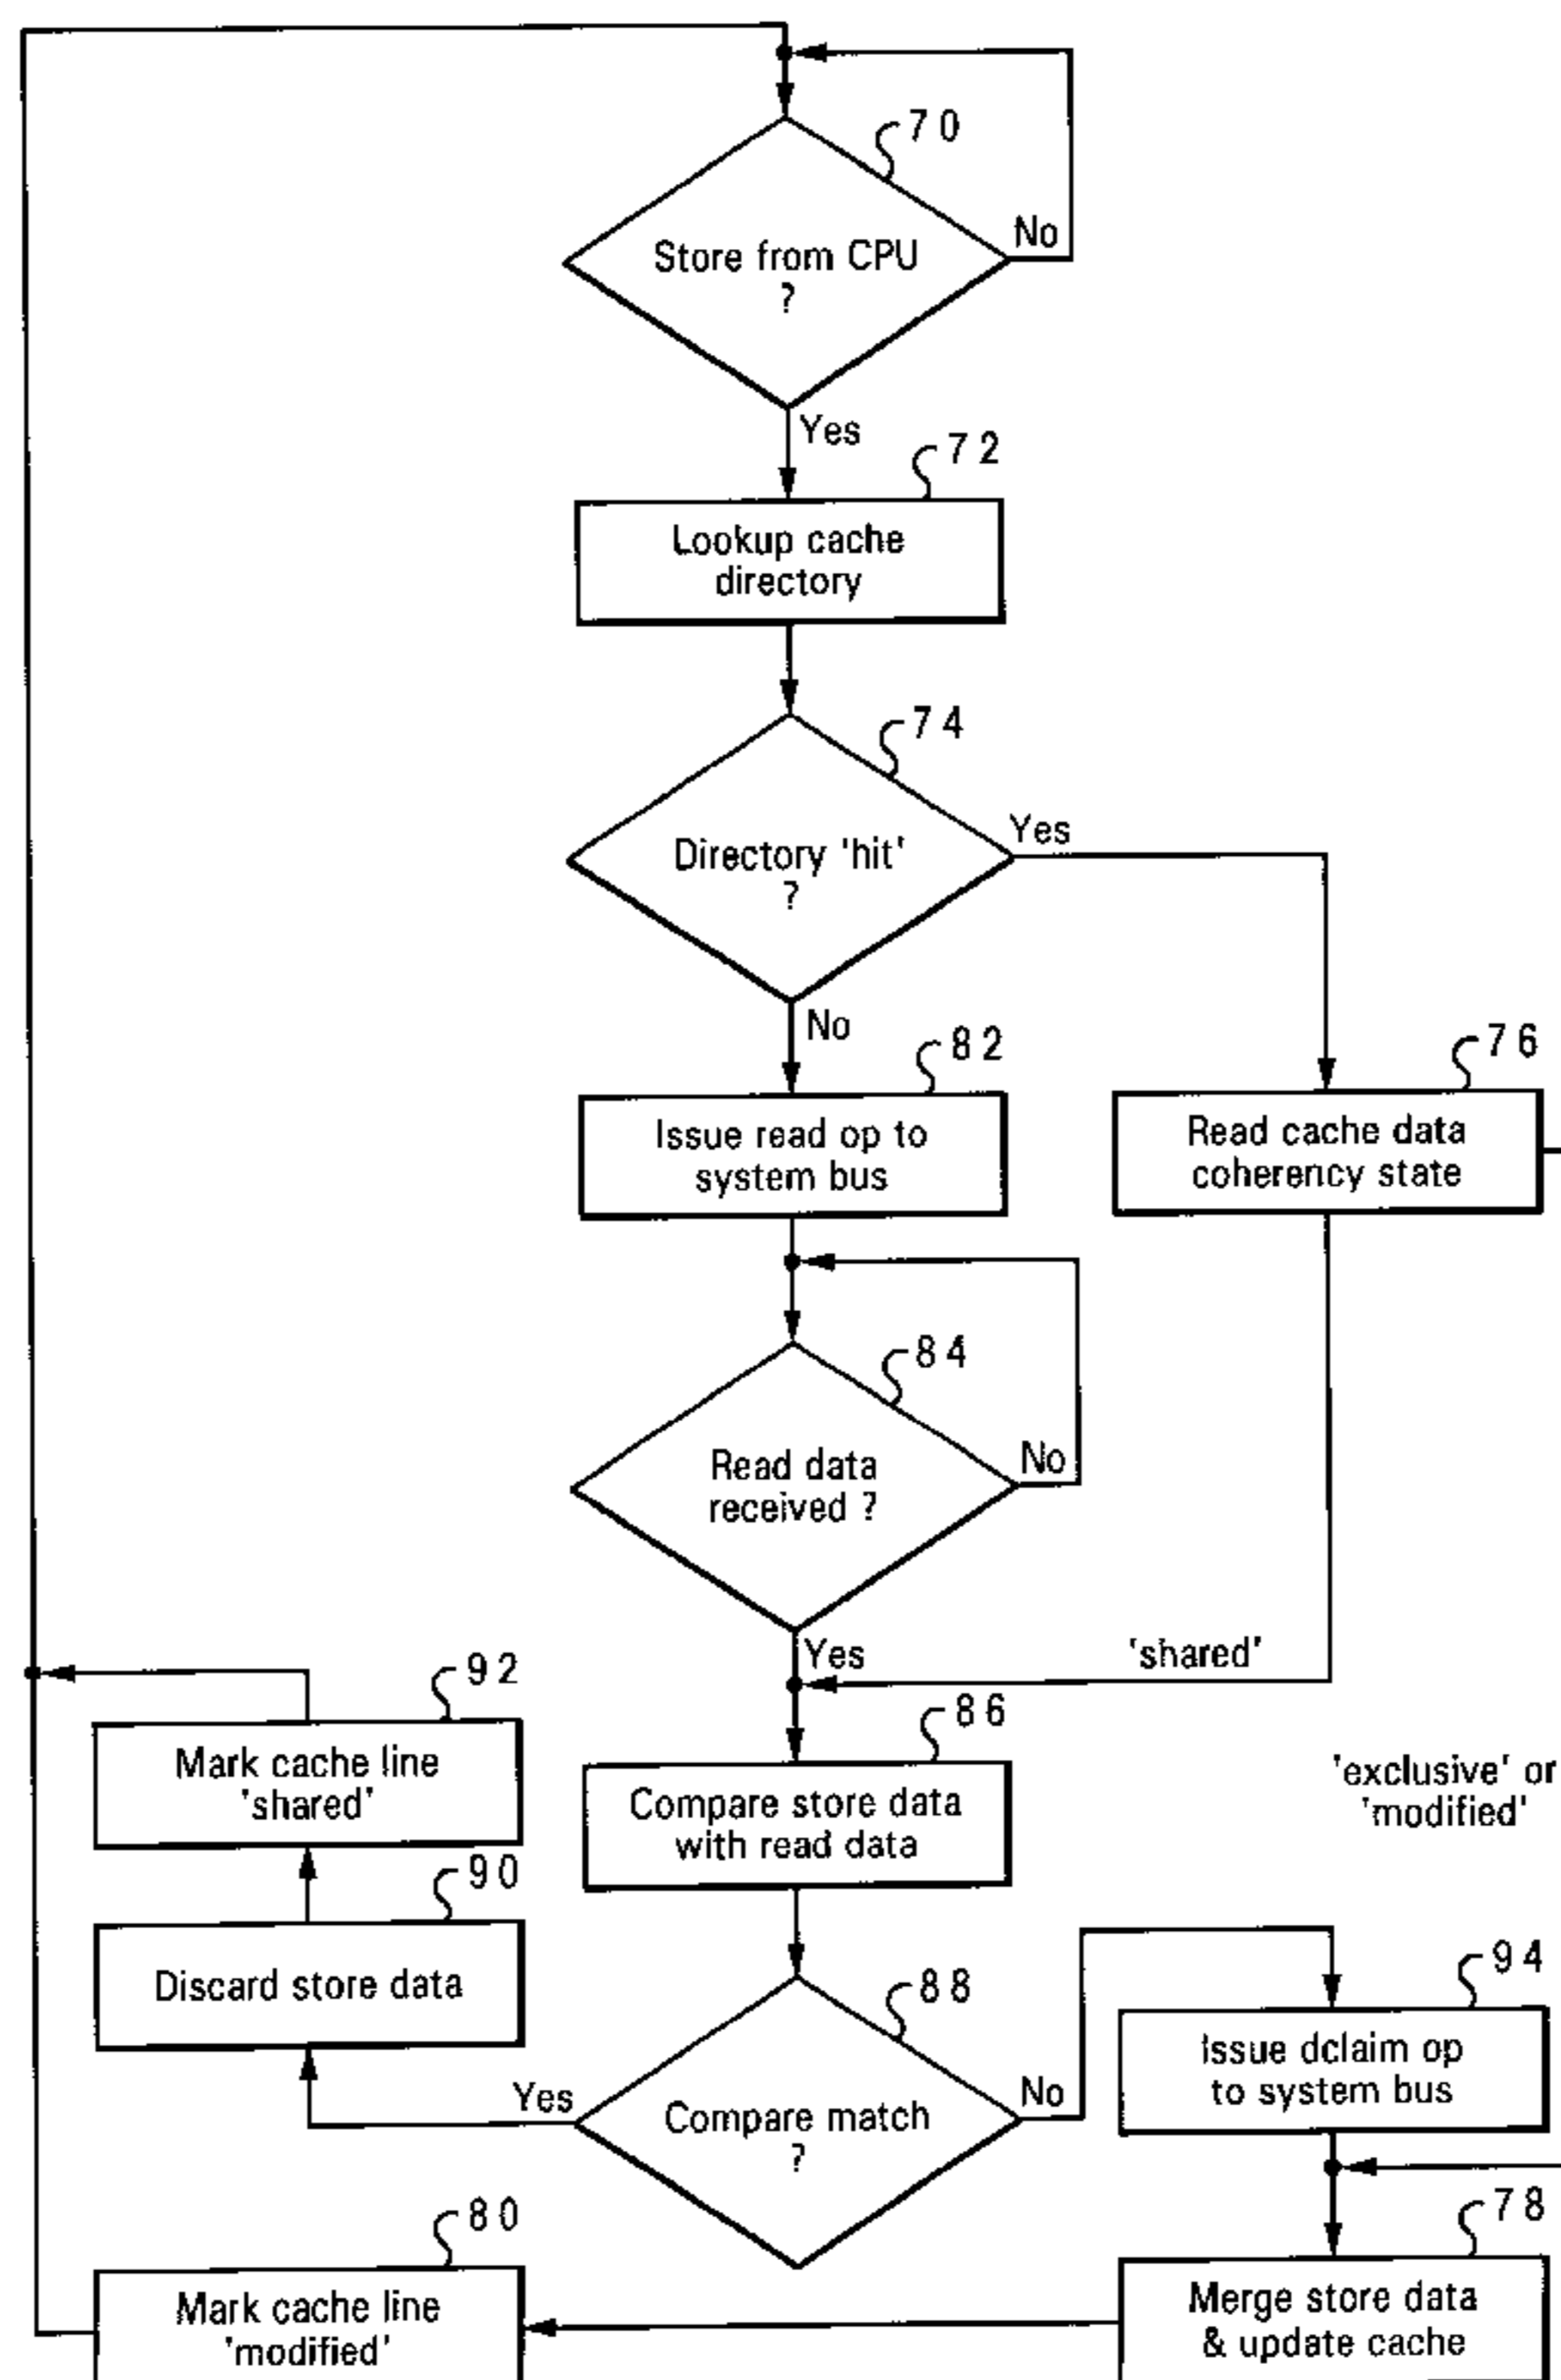 70
No
Store from CPU
?
Yes
72
Lookup cache
directory
74
Yes
Directory 'hit'
?
No
82
76
Issue read op to
system bus
Read cache data
coherency state
84
No
Read data
received ?
Yes
'shared'
92
86
Mark cache line
'shared'
Compare store data
with read data
'exclusive' or
'modified'
90
Discard store data
88
94
Issue dclaim op
to system bus
Yes
No
Compare match
?
80
78
Mark cache line
'modified'
Merge store data
& update cache